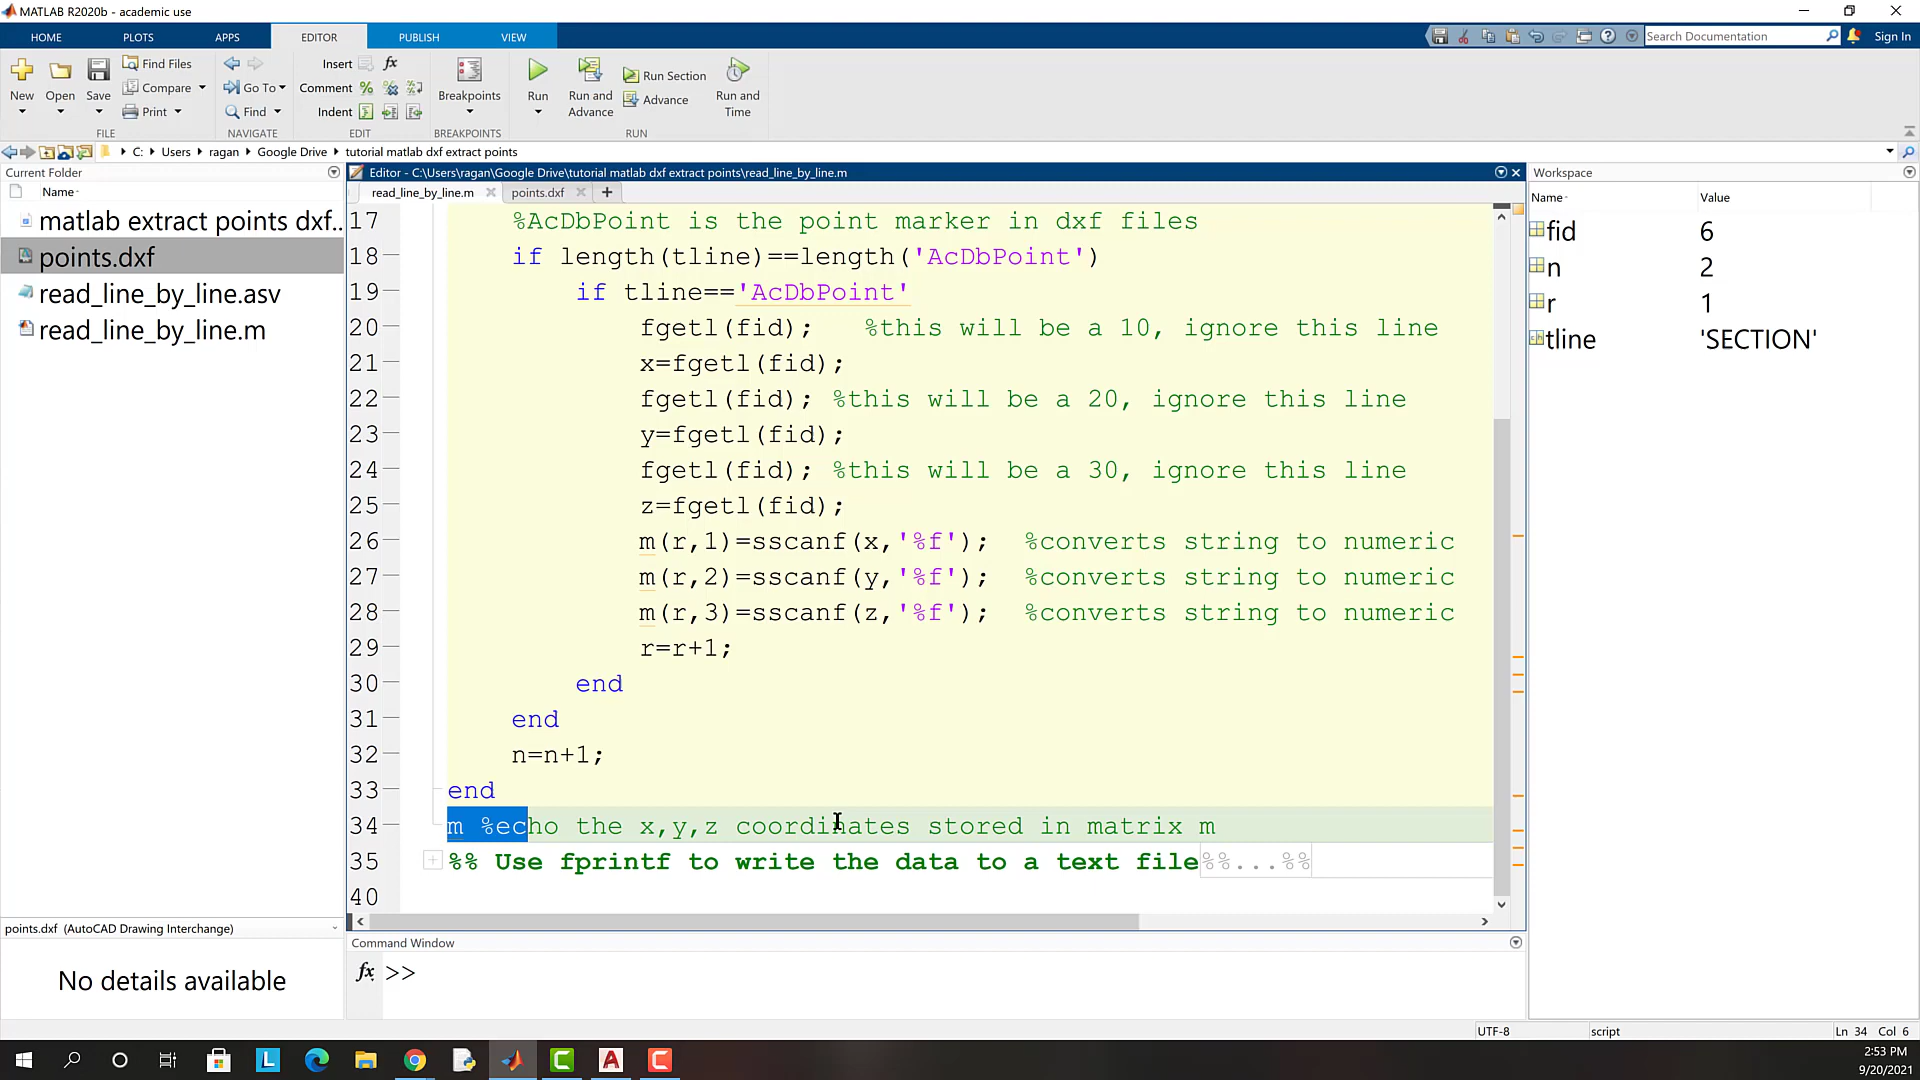 MATLAB R2020b - academic use
HOME PLOTS APPS EDITOR PUBLISH VIEW Search Documentation Sign In
New Open Save Find Files Compare Print Go To Find Insert Comment Indent fx Breakpoints Run Run and Advance Run Section Advance Run and Time
FILE NAVIGATE EDIT BREAKPOINTS RUN
C: Users ragan Google Drive tutorial matlab dxf extract points
Current Folder
Name
matlab extract points dxf..
points.dxf
read_line_by_line.asv
read_line_by_line.m
points.dxf (AutoCAD Drawing Interchange)
No details available
Editor - C:\Users\ragan\Google Drive\tutorial matlab dxf extract points\read_line_by_line.m
read_line_by_line.m points.dxf +
17 %AcDbPoint is the point marker in dxf files
18 if length(tline)==length('AcDbPoint')
19 if tline=='AcDbPoint'
20 fgetl(fid); %this will be a 10, ignore this line
21 x=fgetl(fid);
22 fgetl(fid); %this will be a 20, ignore this line
23 y=fgetl(fid);
24 fgetl(fid); %this will be a 30, ignore this line
25 z=fgetl(fid);
26 m(r,1)=sscanf(x,'%f'); %converts string to numeric
27 m(r,2)=sscanf(y,'%f'); %converts string to numeric
28 m(r,3)=sscanf(z,'%f'); %converts string to numeric
29 r=r+1;
30 end
31 end
32 n=n+1;
33 end
34 m %echo the x,y,z coordinates stored in matrix m
35 %% Use fprintf to write the data to a text file%%...%%
40
Command Window
fx >>
Workspace
Name Value
fid 6
n 2
r 1
tline 'SECTION'
UTF-8 script Ln 34 Col 6
2:53 PM
9/20/2021